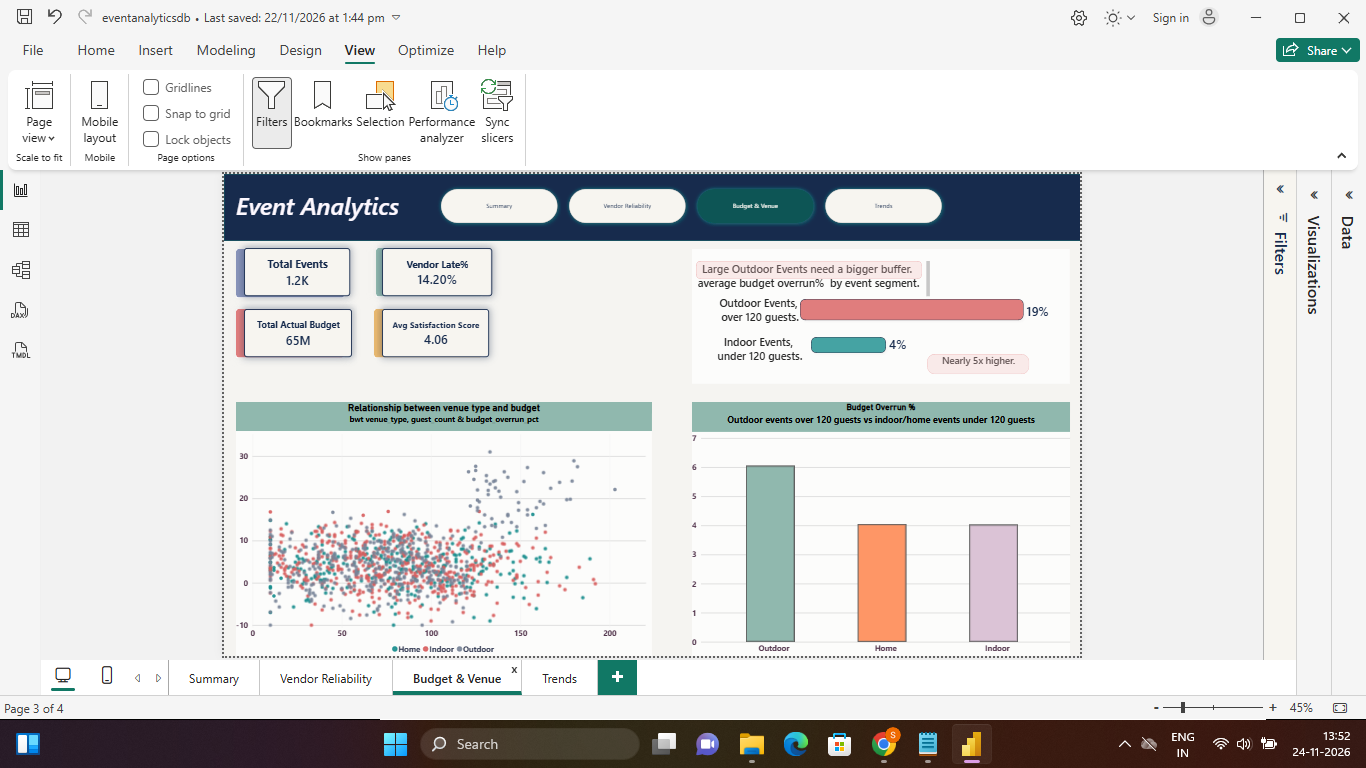 eventanalyticsdb • Last saved: 22/11/2026 at 1:44 pm
Sign in
File Home Insert Modeling Design View Optimize Help
Share
Page view
Scale to fit
Mobile layout
Mobile
Gridlines
Snap to grid
Lock objects
Page options
Filters
Bookmarks
Selection
Performance analyzer
Sync slicers
Show panes
DAX
TMDL
Event Analytics
Summary
Vendor Reliability
Budget & Venue
Trends
Total Events
1.2K
Vendor Late%
14.20%
Total Actual Budget
65M
Avg Satisfaction Score
4.06
Large Outdoor Events need a bigger buffer.
average budget overrun% by event segment.
Outdoor Events,
over 120 guests.
19%
Indoor Events,
under 120 guests.
4%
Nearly 5x higher.
Relationship between venue type and budget
bwt venue type, guest count & budget overrun pct
30
20
10
0
-10
0 50 100 150 200
Home Indoor Outdoor
Budget Overrun %
Outdoor events over 120 guests vs indoor/home events under 120 guests
7
6
5
4
3
2
1
0
Outdoor Home Indoor
Filters
Visualizations
Data
Summary
Vendor Reliability
Budget & Venue
x
Trends
+
Page 3 of 4
- + 45%
Search
S
ENG
IN
13:52
24-11-2026